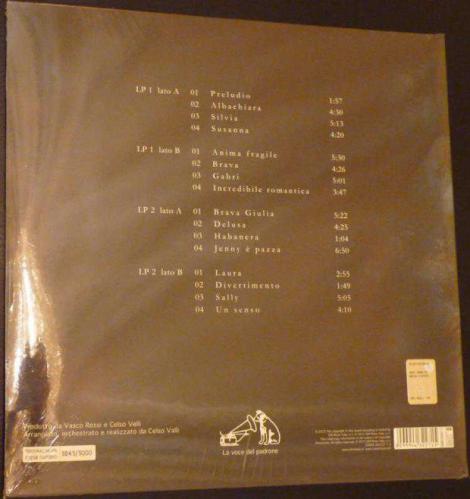 LP 1 lato A 01 Preludio 1:57
02 Albachiara 4:30
03 Silvia 5:13
04 Susanna 4:20
LP 1 lato B 01 Anima fragile 5:30
02 Brava 4:26
03 Gabri 5:01
04 Incredibile romantica 3:47
LP 2 lato A 01 Brava Giulia 5:22
02 Delusa 4:25
03 Habanera 1:04
04 Jenny è pazza 6:50
LP 2 lato B 01 Laura 2:55
02 Divertimento 1:49
03 Sally 5:05
04 Un senso 4:10
Prodotto da Vasco Rossi e Celso Valli
Arrangiato, orchestrato e realizzato da Celso Valli
3845/5000
La voce del padrone